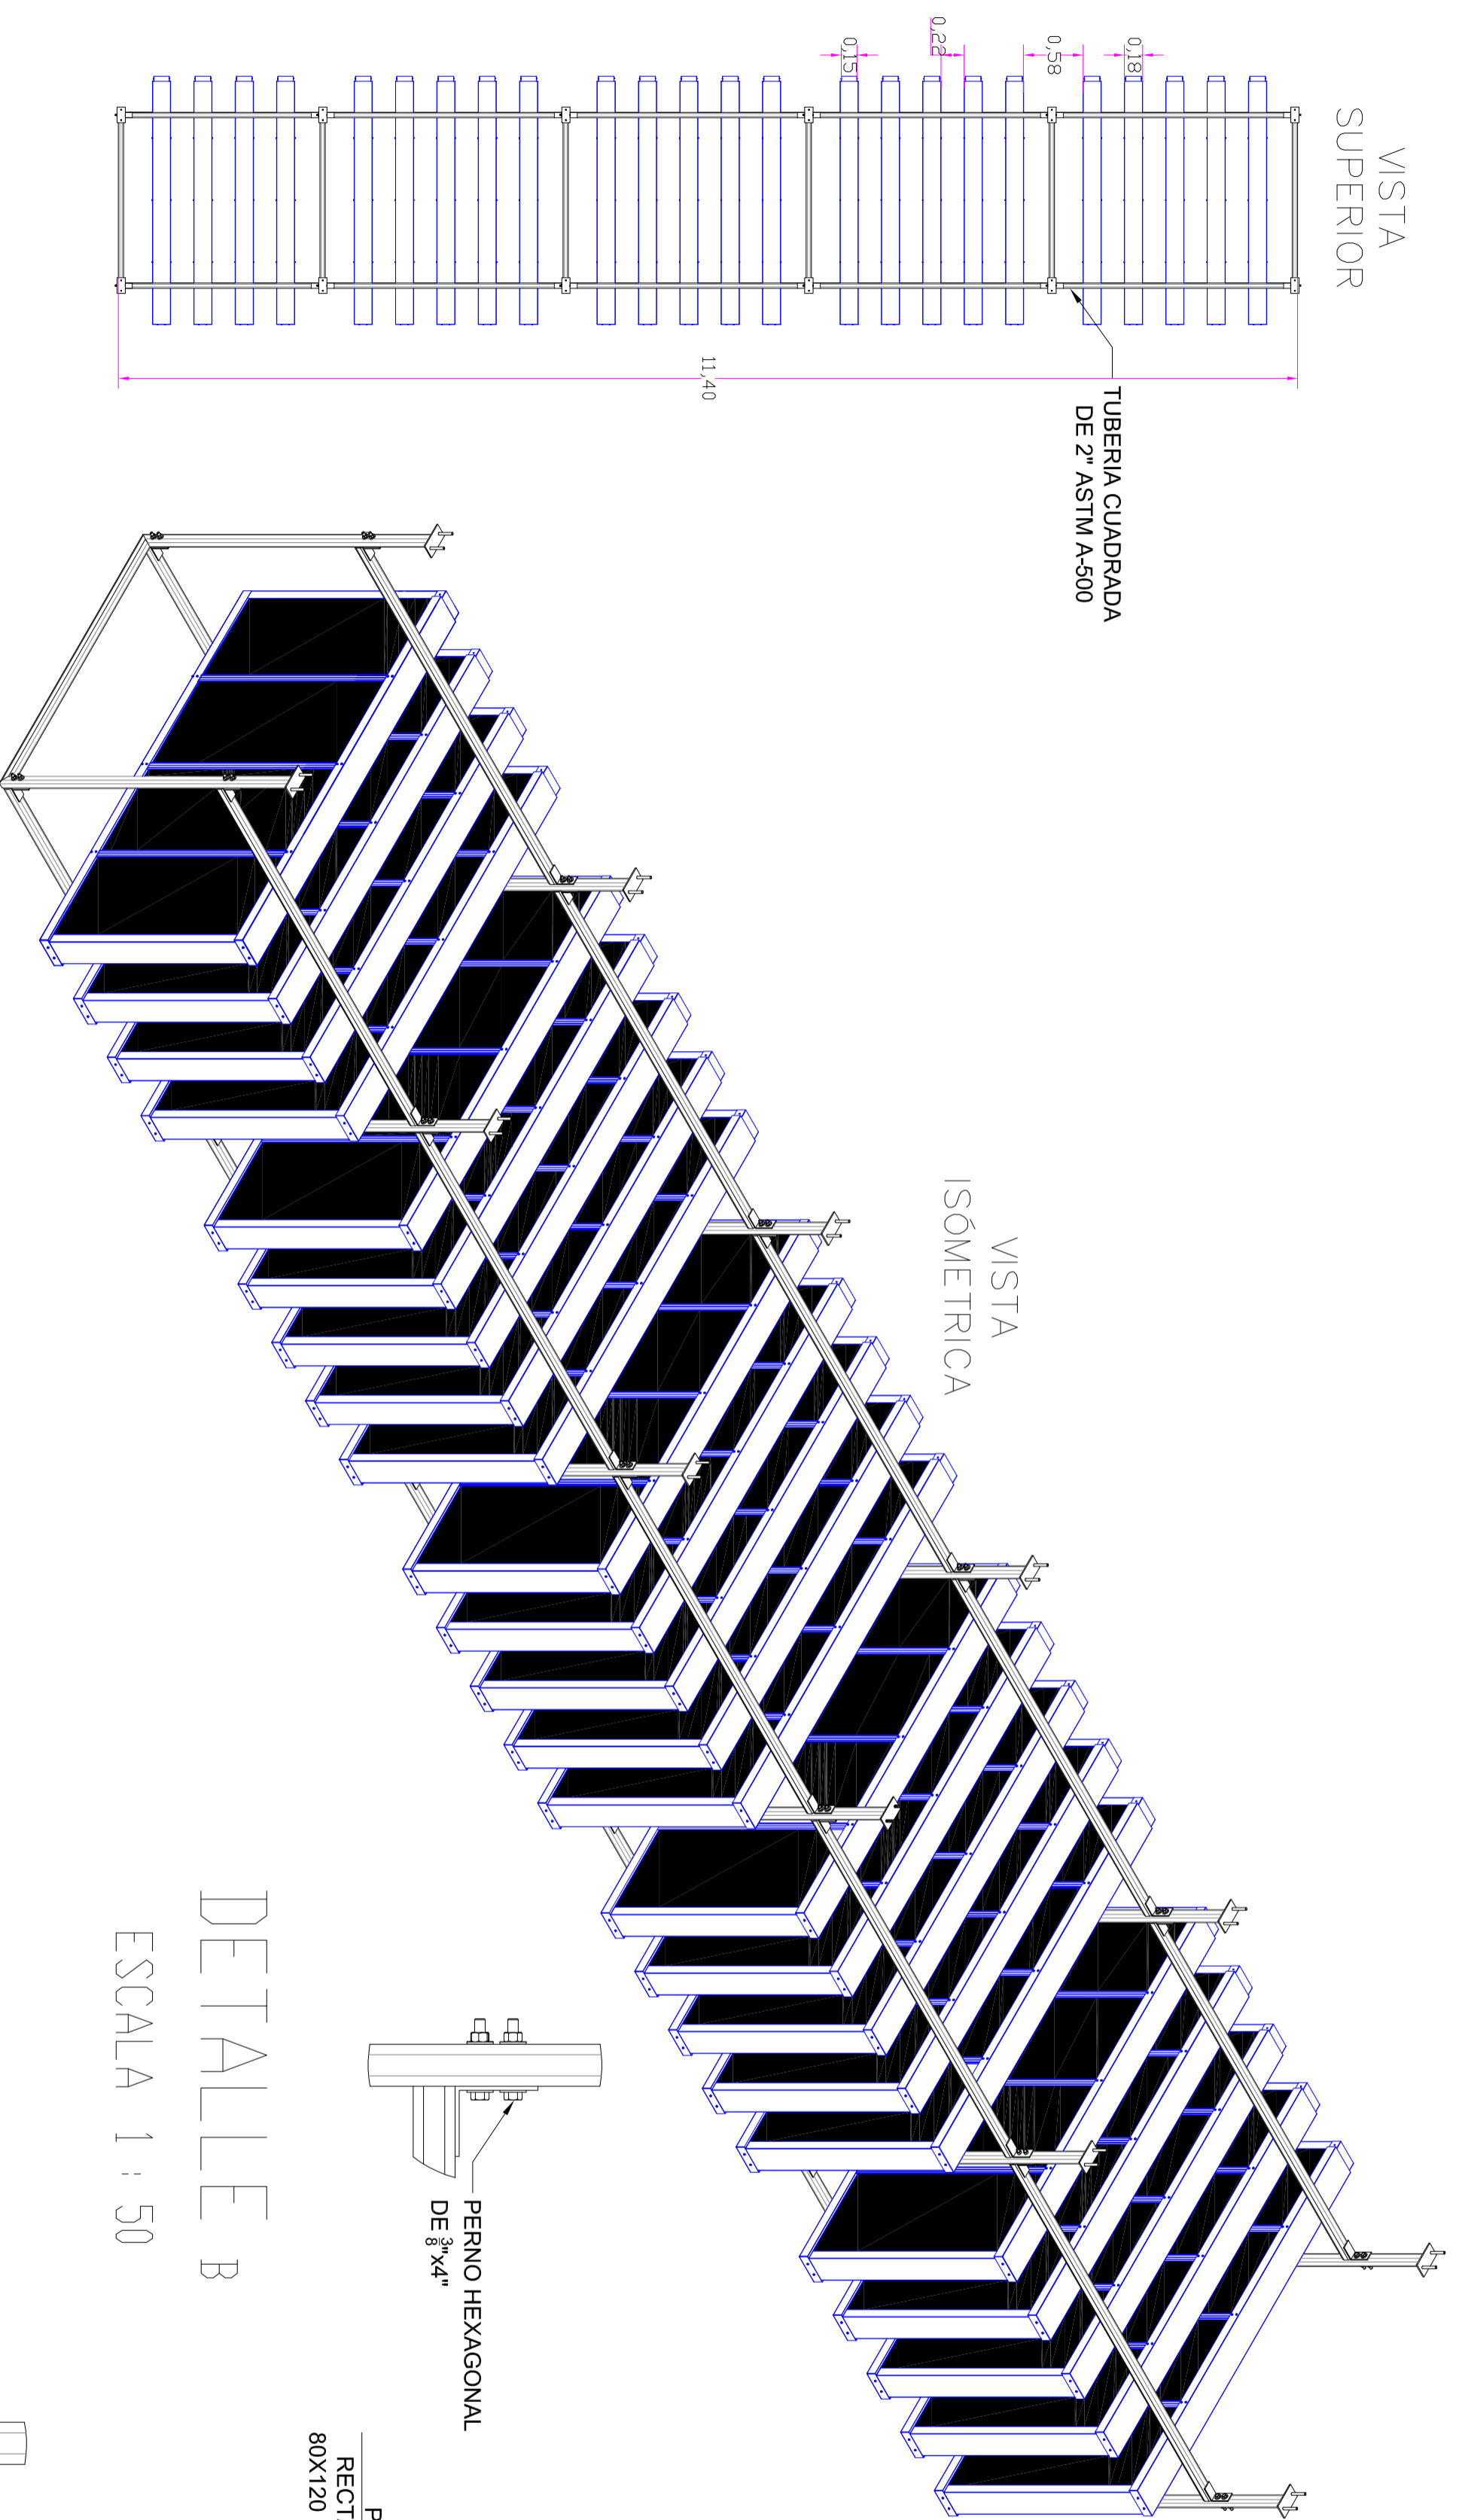 VISTA
SUPERIOR
0,18
0,58
0,22
0,15
11,40
TUBERIA CUADRADA
DE 2" ASTM A-500
VISTA
ISÓMETRICA
PERNO HEXAGONAL
DE 3/8"x4"
DETALLE B
ESCALA 1 : 50
P
RECT
80X120